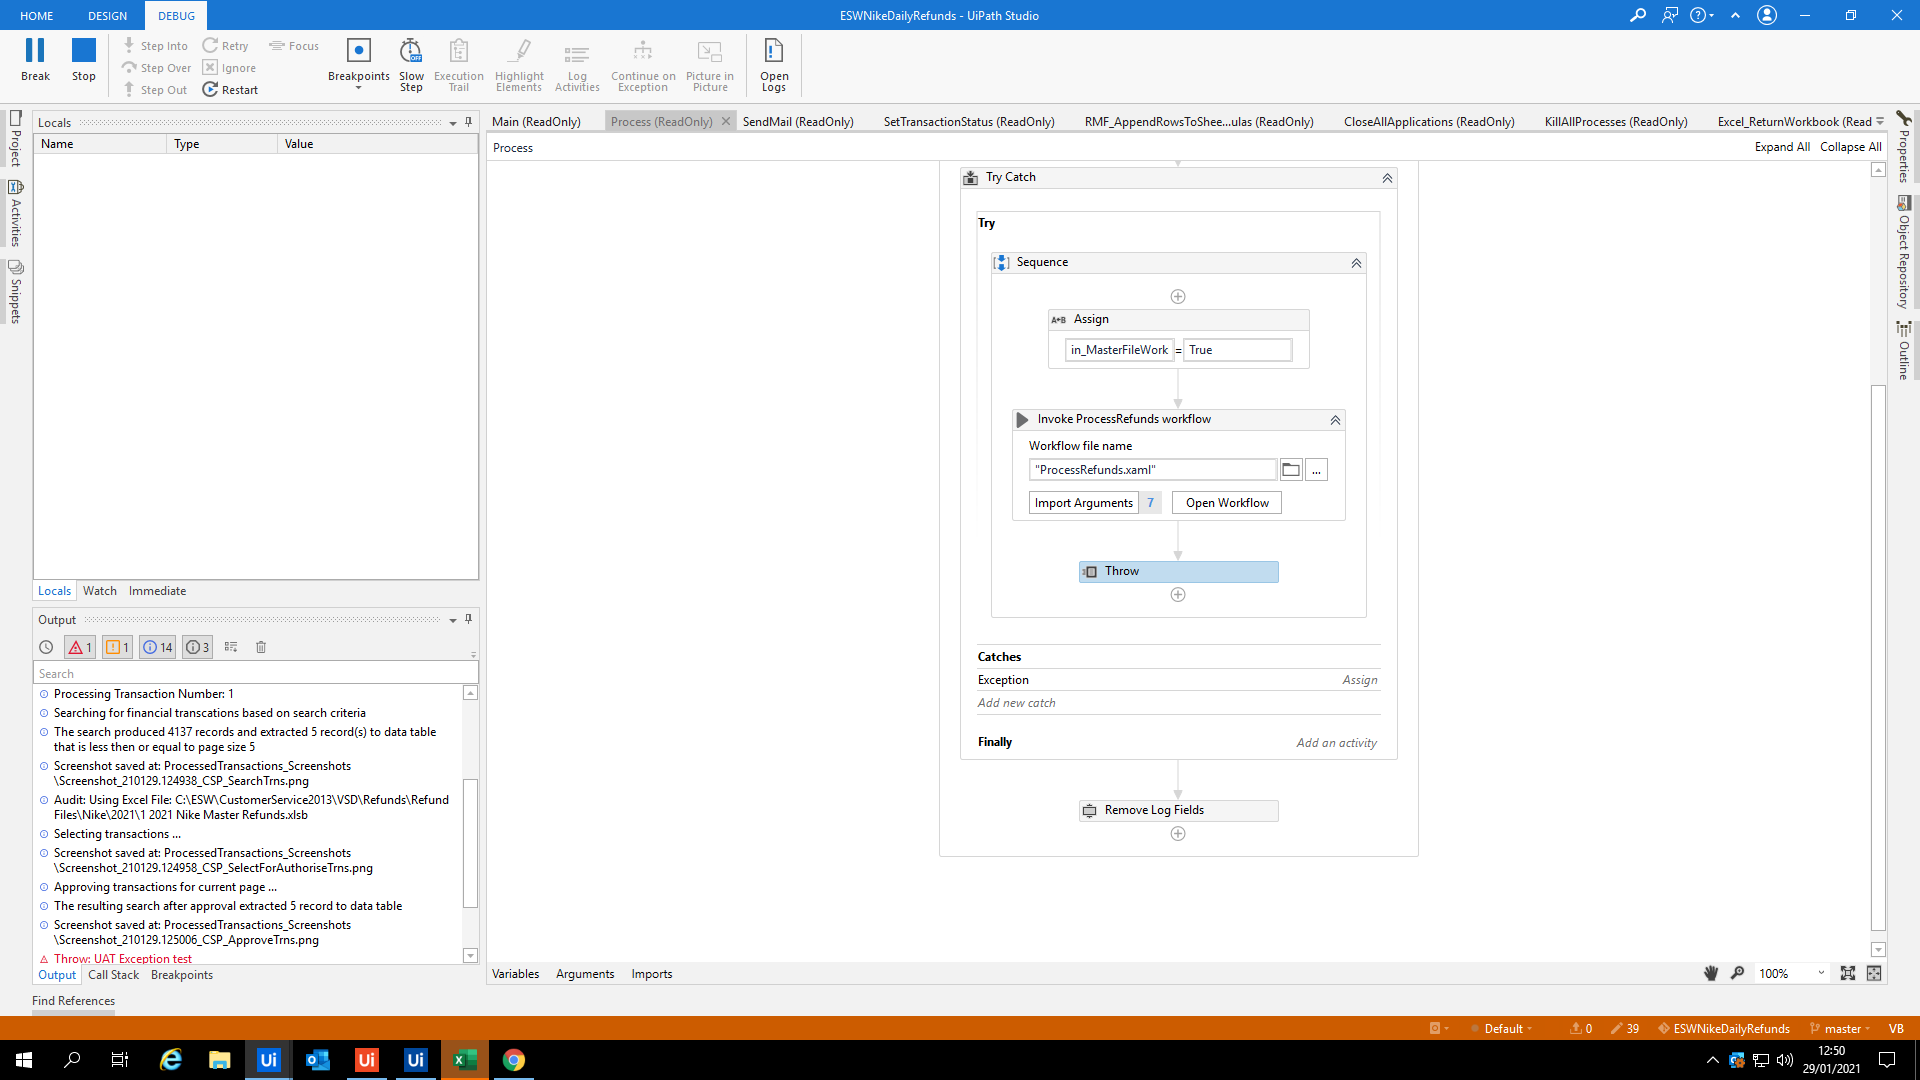 HOME
DESIGN
DEBUG
ESWNikeDailyRefunds - UiPath Studio
Break
Stop
Step Into
Step Over
Step Out
Retry
Ignore
Restart
Focus
Breakpoints
Slow
Step
Execution
Trail
Highlight
Elements
Log
Activities
Continue on
Exception
Picture in
Picture
Open
Logs
Project
Activities
Snippets
Locals
Name Type Value
Locals Watch Immediate
Output
1
1
14
3
Search
Processing Transaction Number: 1
Searching for financial transcations based on search criteria
The search produced 4137 records and extracted 5 record(s) to data table
that is less then or equal to page size 5
Screenshot saved at: ProcessedTransactions_Screenshots
\Screenshot_210129.124938_CSP_SearchTrns.png
Audit: Using Excel File: C:\ESW\CustomerService2013\VSD\Refunds\Refund
Files\Nike\2021\1 2021 Nike Master Refunds.xlsb
Selecting transactions ...
Screenshot saved at: ProcessedTransactions_Screenshots
\Screenshot_210129.124958_CSP_SelectForAuthoriseTrns.png
Approving transactions for current page ...
The resulting search after approval extracted 5 record to data table
Screenshot saved at: ProcessedTransactions_Screenshots
\Screenshot_210129.125006_CSP_ApproveTrns.png
Throw: UAT Exception test
Output Call Stack Breakpoints
Find References
Main (ReadOnly)
Process (ReadOnly)
SendMail (ReadOnly)
SetTransactionStatus (ReadOnly)
RMF_AppendRowsToShee...ulas (ReadOnly)
CloseAllApplications (ReadOnly)
KillAllProcesses (ReadOnly)
Excel_ReturnWorkbook (Read
Process
Expand All Collapse All
Try Catch
Try
Sequence
A+B Assign
in_MasterFileWork = True
Invoke ProcessRefunds workflow
Workflow file name
"ProcessRefunds.xaml"
...
Import Arguments 7 Open Workflow
Throw
Catches
Exception Assign
Add new catch
Finally Add an activity
Remove Log Fields
Variables Arguments Imports
100%
Properties
Object Repository
Outline
Default
0
39
ESWNikeDailyRefunds
master
VB
Ui
Ui
Ui
12:50
29/01/2021